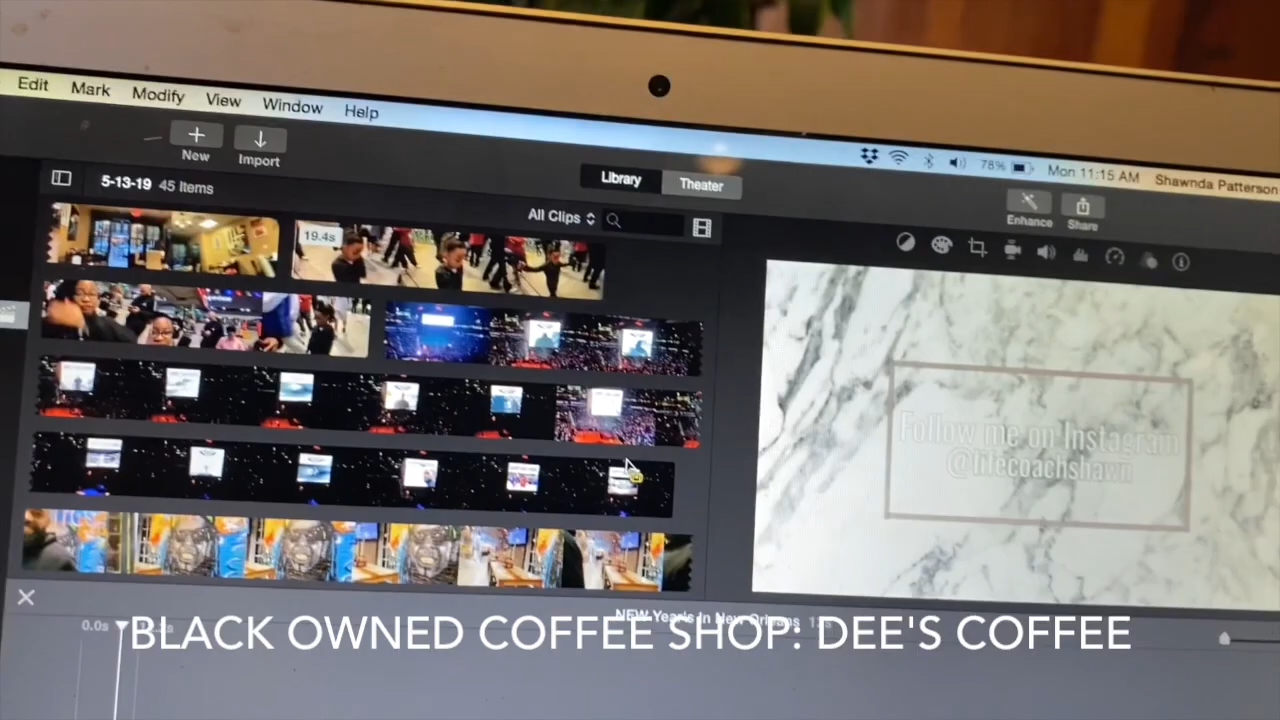 Edit Mark Modify View Window Help
78% Mon 11:15 AM Shawnda Patterson
New Import
Library Theater
Enhance Share
5-13-19 45 Items
All Clips
19.4s
Follow me on Instagram
@lifecoachshawn
NEW Year's In New Orleans
0.0s
BLACK OWNED COFFEE SHOP: DEE'S COFFEE